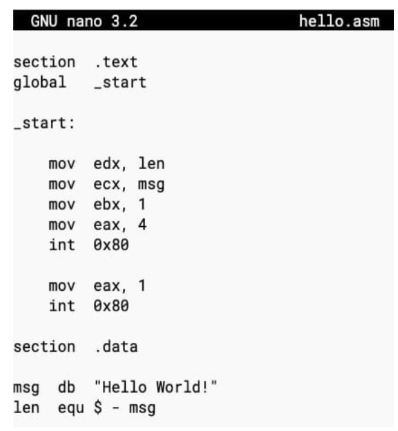 GNU nano 3.2 hello.asm
section .text
global _start
_start:
mov edx, len
mov ecx, msg
mov ebx, 1
mov eax, 4
int 0x80
mov eax, 1
int 0x80
section .data
msg db "Hello World!"
len equ $ - msg